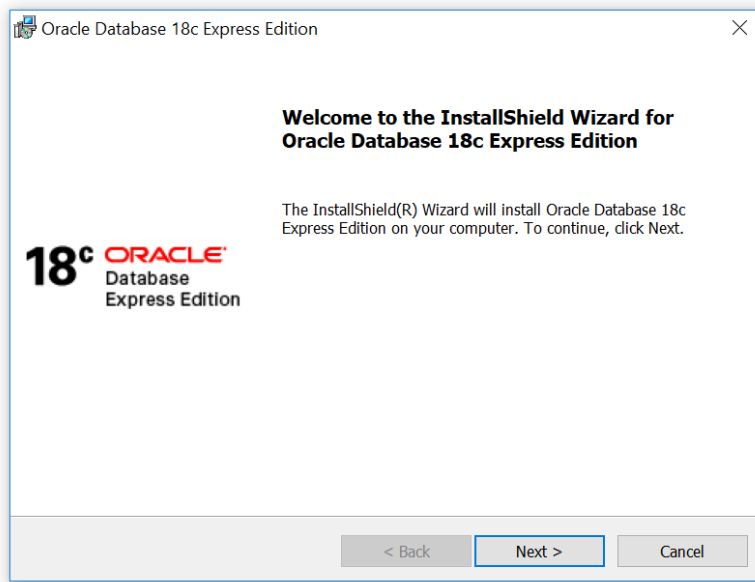 Oracle Database 18c Express Edition
Welcome to the InstallShield Wizard for
Oracle Database 18c Express Edition
The InstallShield(R) Wizard will install Oracle Database 18c
Express Edition on your computer. To continue, click Next.
18c ORACLE
Database
Express Edition
< Back
Next >
Cancel